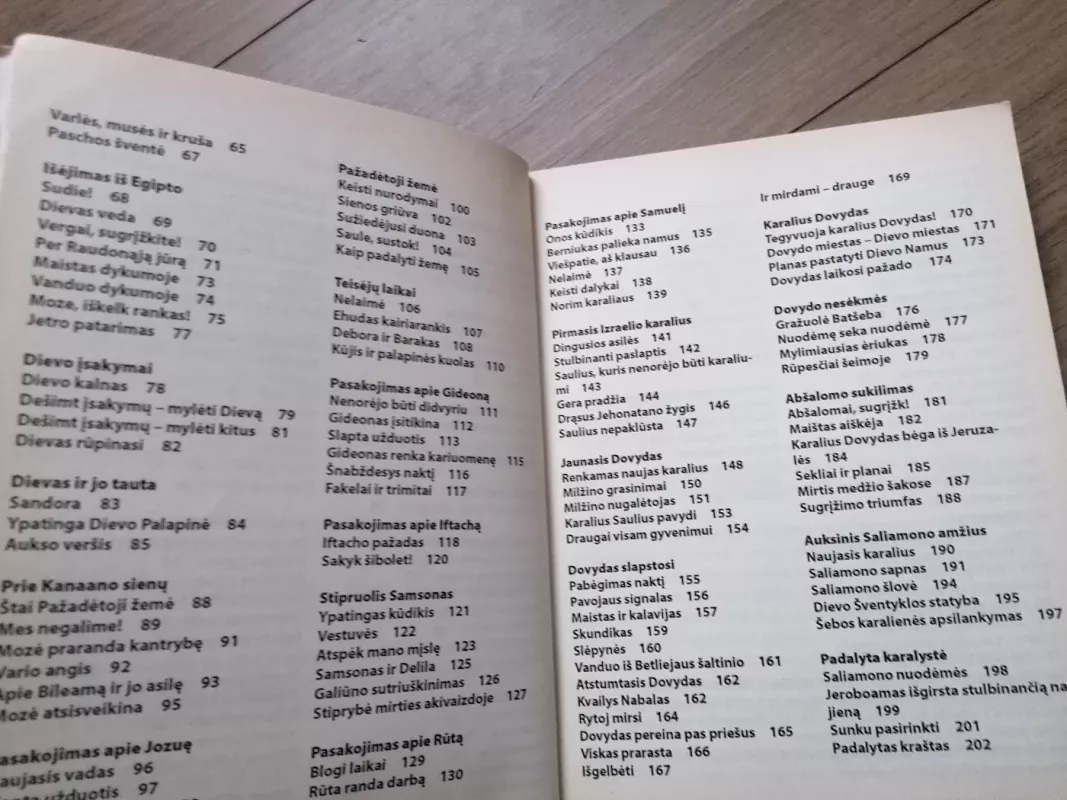 Varlės, musės ir kruša 65
Paschos šventė 67
Išėjimas iš Egipto
Sudie! 68
Dievas veda 69
Vergai, sugrįžkite! 70
Per Raudonąją jūrą 71
Maistas dykumoje 73
Vanduo dykumoje 74
Moze, iškelk rankas! 75
Jetro patarimas 77
Dievo įsakymai
Dievo kalnas 78
Dešimt įsakymų – mylėti Dievą 79
Dešimt įsakymų – mylėti kitus 81
Dievas rūpinasi 82
Dievas ir jo tauta
Sandora 83
Ypatinga Dievo Palapinė 84
Aukso veršis 85
Prie Kanaano sienų
Štai Pažadėtoji žemė 88
Mes negalime! 89
Mozė praranda kantrybę 91
Vario angis 92
Apie Bileamą ir jo asilę 93
Mozė atsisveikina 95
asakojimas apie Jozuę
aujasis vadas 96
užduotis 97
Pažadėtoji žemė
Keisti nurodymai 100
Sienos griūva 102
Sužiedėjusi duona 103
Saule, sustok! 104
Kaip padalyti žemę 105
Teisėjų laikai
Nelaimė 106
Ehudas kairiarankis 107
Debora ir Barakas 108
Kūjis ir palapinės kuolas 110
Pasakojimas apie Gideoną
Nenorėjo būti didvyriu 111
Gideonas įsitikina 112
Slapta užduotis 113
Gideonas renka kariuomenę 115
Šnabždesys naktį 116
Fakelai ir trimitai 117
Pasakojimas apie Iftachą
Iftacho pažadas 118
Sakyk šibolet! 120
Stipruolis Samsonas
Ypatingas kūdikis 121
Vestuvės 122
Atspėk mano mįslę 123
Samsonas ir Delila 125
Galiūno sutriuškinimas 126
Stiprybė mirties akivaizdoje 127
Pasakojimas apie Rūtą
Blogi laikai 129
Rūta randa darbą 130
Pasakojimas apie Samuelį
Onos kūdikis 133
Berniukas palieka namus 135
Viešpatie, aš klausau 136
Nelaimė 137
Keisti dalykai 138
Norim karaliaus 139
Pirmasis Izraelio karalius
Dingusios asilės 141
Stulbinanti paslaptis 142
Saulius, kuris nenorėjo būti karaliu-
mi 143
Gera pradžia 144
Drąsus Jehonatano žygis 146
Saulius nepaklūsta 147
Jaunasis Dovydas
Renkamas naujas karalius 148
Milžino grasinimai 150
Milžino nugalėtojas 151
Karalius Saulius pavydi 153
Draugai visam gyvenimui 154
Dovydas slapstosi
Pabėgimas naktį 155
Pavojaus signalas 156
Maistas ir kalavijas 157
Skundikas 159
Slėpynės 160
Vanduo iš Betliejaus šaltinio 161
Atstumtasis Dovydas 162
Kvailys Nabalas 162
Rytoj mirsi 164
Dovydas pereina pas priešus 165
Viskas prarasta 166
Išgelbėti 167
Ir mirdami – drauge 169
Karalius Dovydas
Tegyvuoja karalius Dovydas! 170
Dovydo miestas – Dievo miestas 171
Planas pastatyti Dievo Namus 173
Dovydas laikosi pažado 174
Dovydo nesėkmės
Gražuolė Batšeba 176
Nuodėmę seka nuodėmė 177
Mylimiausias ėriukas 178
Rūpesčiai šeimoje 179
Abšalomo sukilimas
Abšalomai, sugrįžk! 181
Maištas aiškėja 182
Karalius Dovydas bėga iš Jeruza-
lės 184
Sekliai ir planai 185
Mirtis medžio šakose 187
Sugrįžimo triumfas 188
Auksinis Saliamono amžius
Naujasis karalius 190
Saliamono sapnas 191
Saliamono šlovė 194
Dievo Šventyklos statyba 195
Šebos karalienės apsilankymas 197
Padalyta karalystė
Saliamono nuodėmės 198
Jeroboamas išgirsta stulbinančią na
jieną 199
Sunku pasirinkti 201
Padalytas kraštas 202